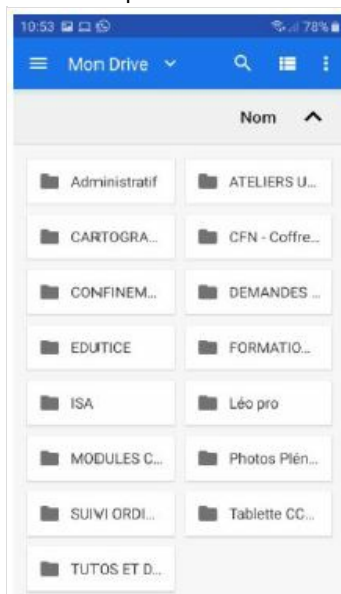 10:53 78%
Mon Drive
Nom
Administratif ATELIERS U...
CARTOGRA... CFN - Coffre...
CONFINEM... DEMANDES ...
EDUTICE FORMATIO...
ISA Léo pro
MODULES C... Photos Plén...
SUIVI ORDI... Tablette CC...
TUTOS ET D...